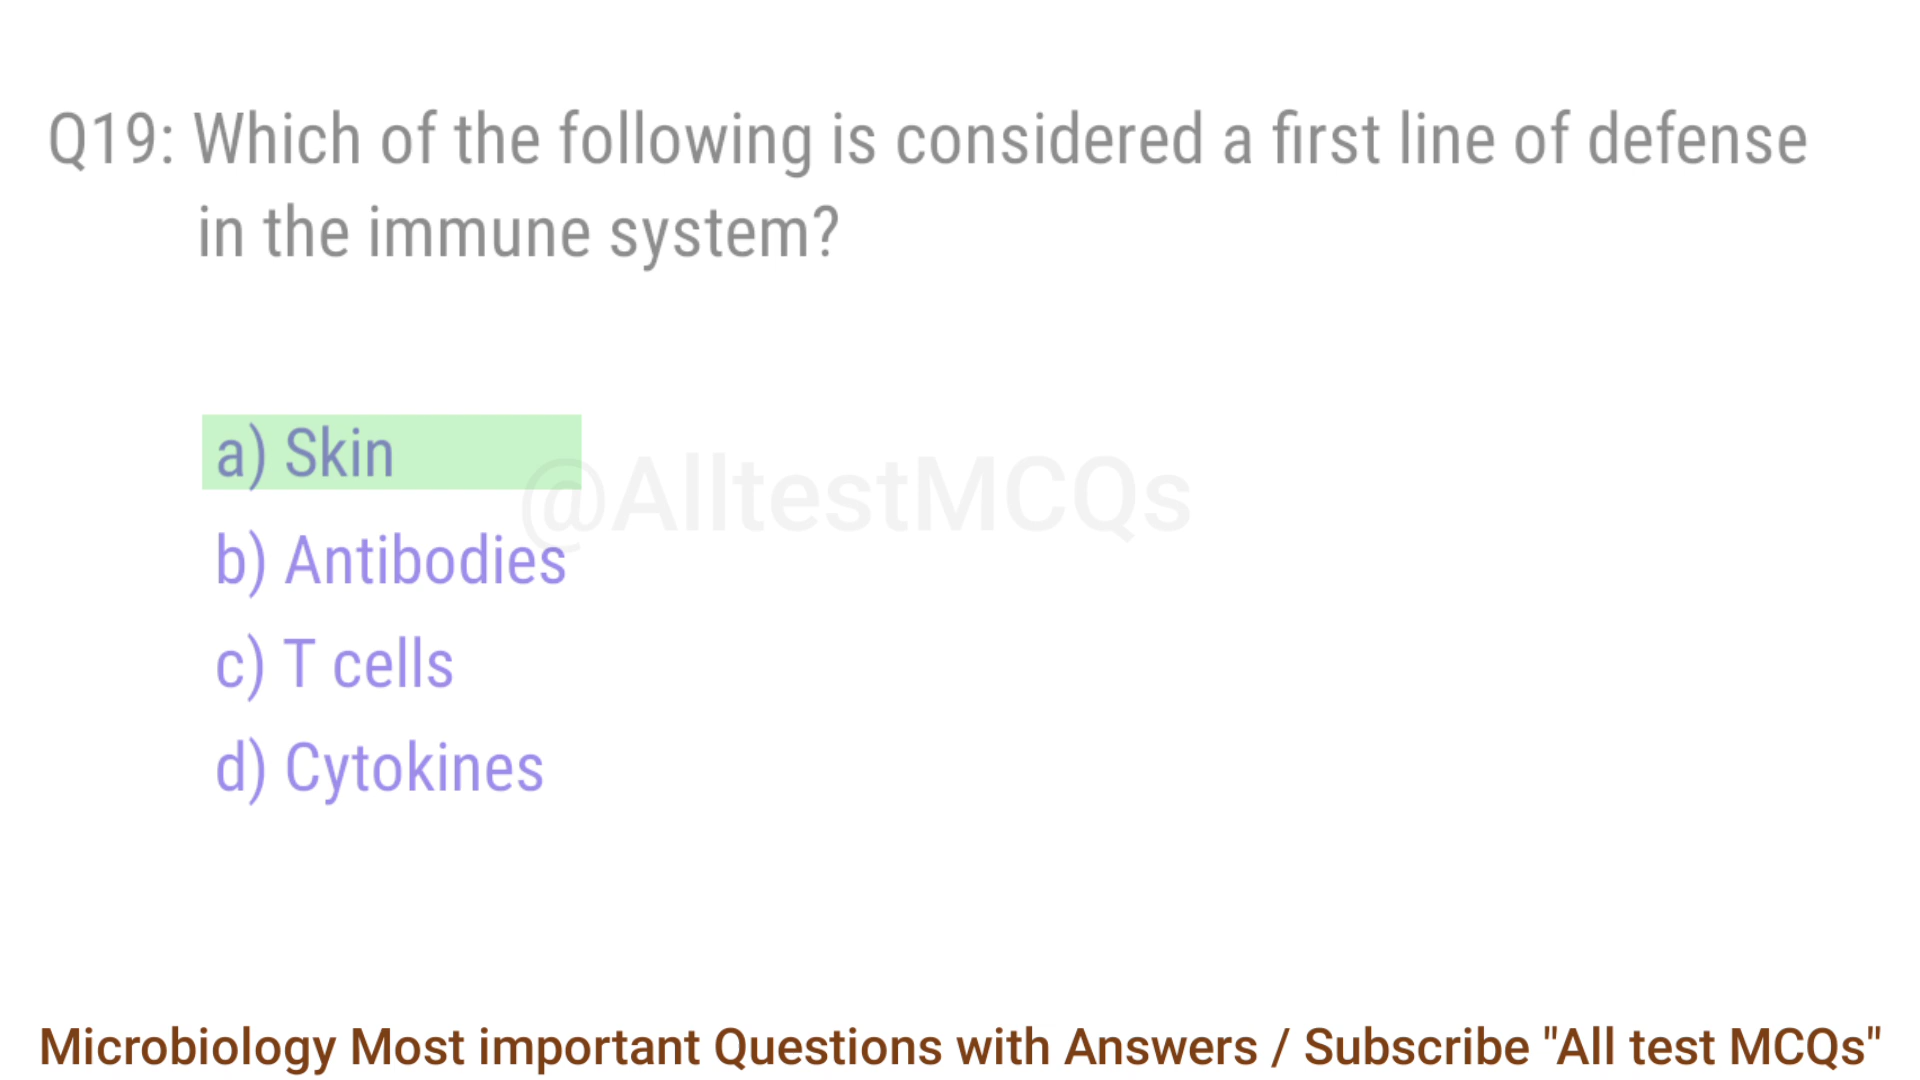 Q19: Which of the following is considered a first line of defense
in the immune system?
a) Skin
@AlltestMCQs
b) Antibodies
c) T cells
d) Cytokines
Microbiology Most important Questions with Answers / Subscribe "All test MCQs"